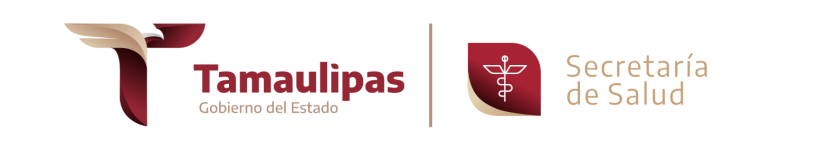 Tamaulipas
Gobierno del Estado
Secretaría
de Salud